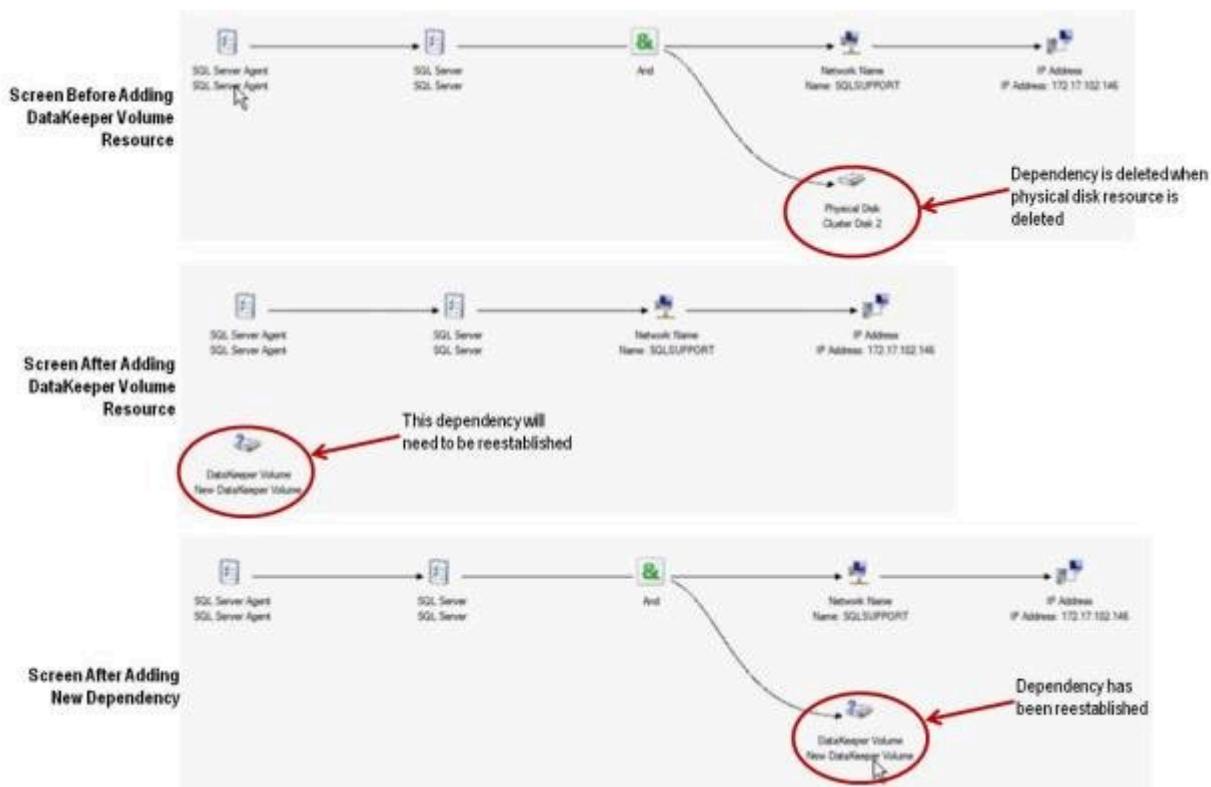 SQL Server Agent
SQL Server Agent
SQL Server
SQL Server
&
And
Network Name
Name: SQLSUPPORT
IP Address
IP Address: 172.17.102.146
Screen Before Adding
DataKeeper Volume
Resource
Physical Disk
Cluster Disk 2
Dependency is deleted when
physical disk resource is
deleted
SQL Server Agent
SQL Server Agent
SQL Server
SQL Server
Network Name
Name: SQLSUPPORT
IP Address
IP Address: 172.17.102.146
Screen After Adding
DataKeeper Volume
Resource
This dependency will
need to be reestablished
DataKeeper Volume
New DataKeeper Volume
SQL Server Agent
SQL Server Agent
SQL Server
SQL Server
&
And
Network Name
Name: SQLSUPPORT
IP Address
IP Address: 172.17.102.146
Screen After Adding
New Dependency
Dependency has
been reestablished
DataKeeper Volume
New DataKeeper Volume